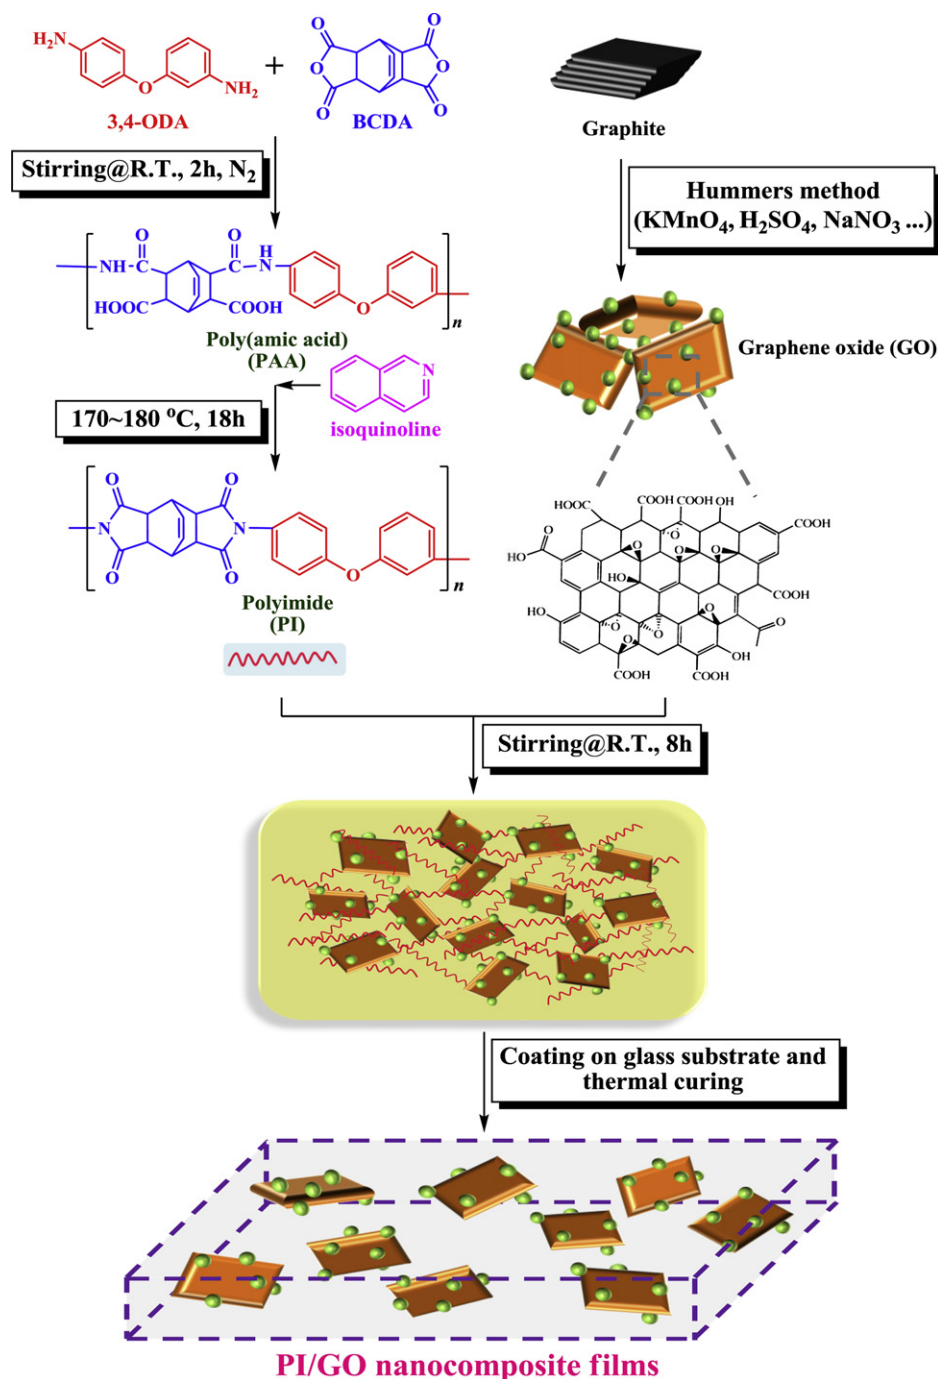 H₂N
O
NH₂
3,4-ODA
+
O
O
O
O
O
O
BCDA
Graphite
Stirring@R.T., 2h, N₂
Hummers method
(KMnO₄, H₂SO₄, NaNO₃ ...)
O
O
H
NH
N
HOOC
COOH
O
n
Poly(amic acid)
(PAA)
Graphene oxide (GO)
N
isoquinoline
170~180 °C, 18h
O
O
N
N
O
O
O
n
Polyimide
(PI)
HOOC
COOH
COOH
OH
COOH
O
HO
O
O
O
O
HO
COOH
HO
O
O
O
O
O
OH
COOH
COOH
Stirring@R.T., 8h
Coating on glass substrate and
thermal curing
PI/GO nanocomposite films